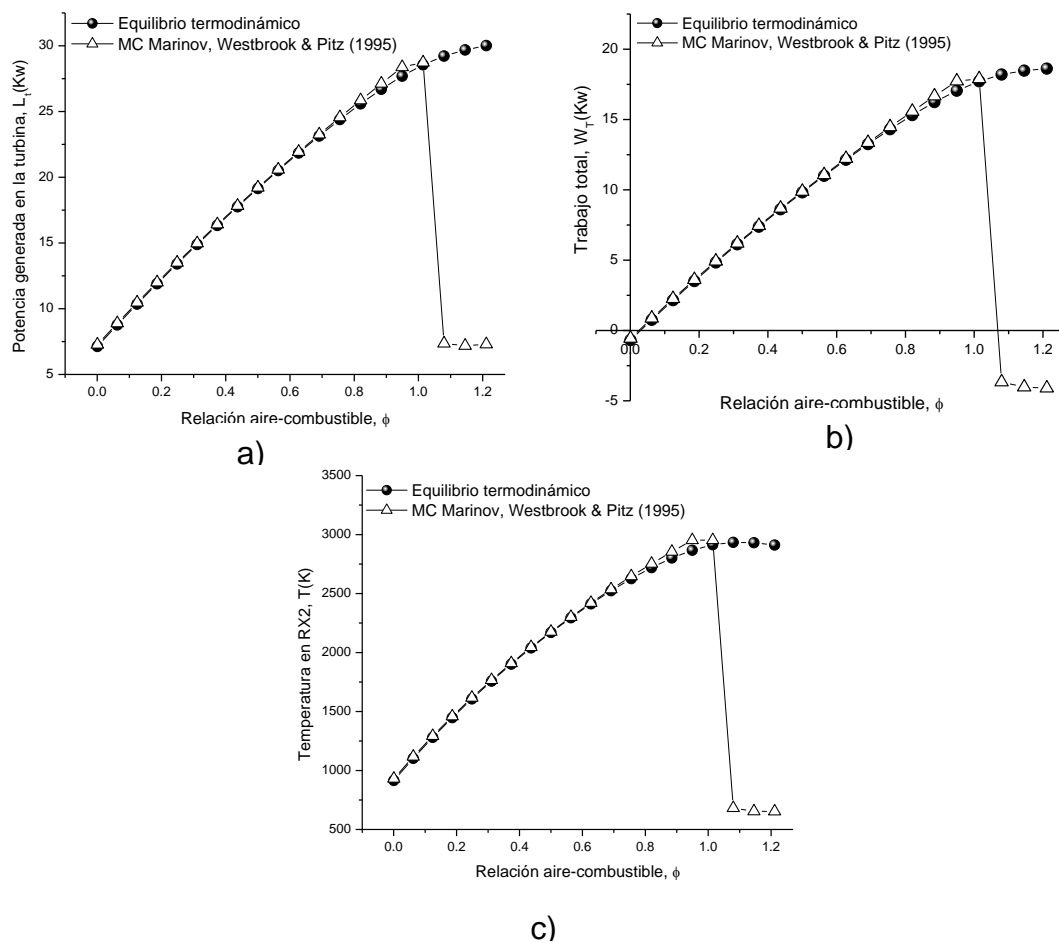 Equilibrio termodinámico
MC Marinov, Westbrook & Pitz (1995)
Potencia generada en la turbina, Lt(Kw)
30
25
20
15
10
5
0.0 0.2 0.4 0.6 0.8 1.0 1.2
Relación aire-combustible, ϕ
a)
Equilibrio termodinámico
MC Marinov, Westbrook & Pitz (1995)
Trabajo total, WT(Kw)
20
15
10
5
0
-5
0.0 0.2 0.4 0.6 0.8 1.0 1.2
Relación aire-combustible, ϕ
b)
Equilibrio termodinámico
MC Marinov, Westbrook & Pitz (1995)
Temperatura en RX2, T(K)
3500
3000
2500
2000
1500
1000
500
0.0 0.2 0.4 0.6 0.8 1.0 1.2
Relación aire-combustible, ϕ
c)